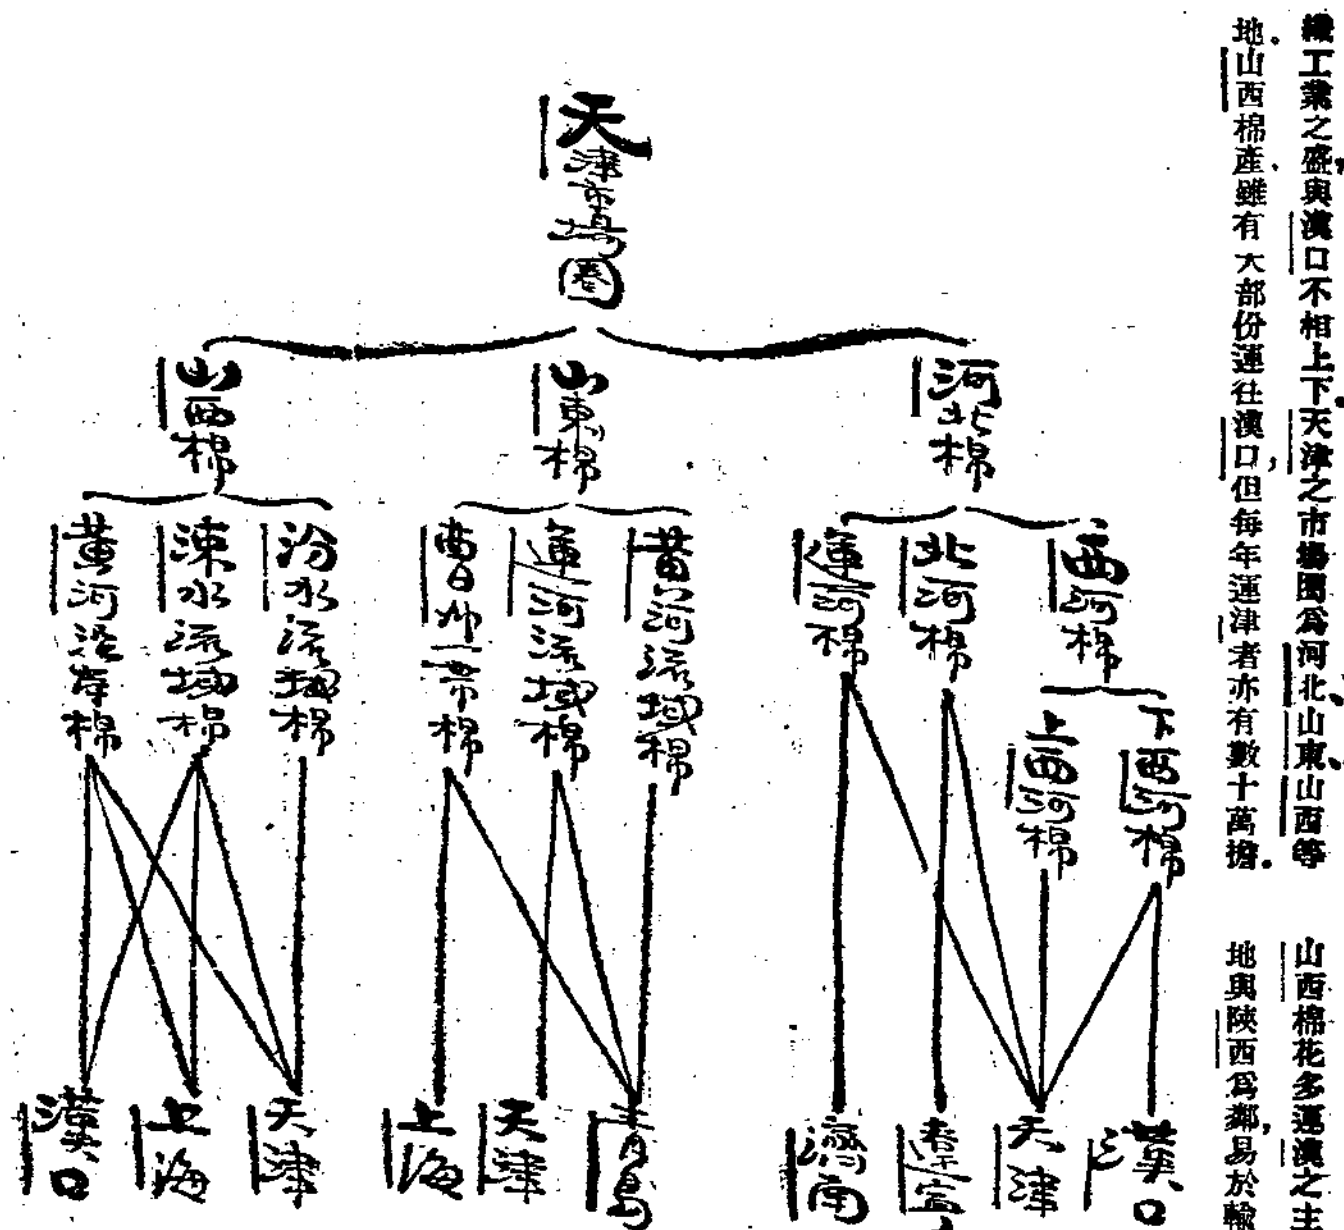 織工業之盛,與漢口不相上下,天津之市場圈爲河北、山東、山西等
地。山西棉產,雖有大部份運往漢口,但每年運津者亦有數十萬擔。
山西棉花多運漢之主
地與陝西爲鄰,易於輸
天津市場圈
河北棉
山東棉
山西棉
西河棉
北河棉
運河棉
黃河流域棉
運河流域棉
曹州一帶棉
汾水流域棉
涑水流域棉
黃河沿岸棉
下西河棉
上西河棉
漢口
天津
濟南
青島
天津
上海
天津
上海
漢口